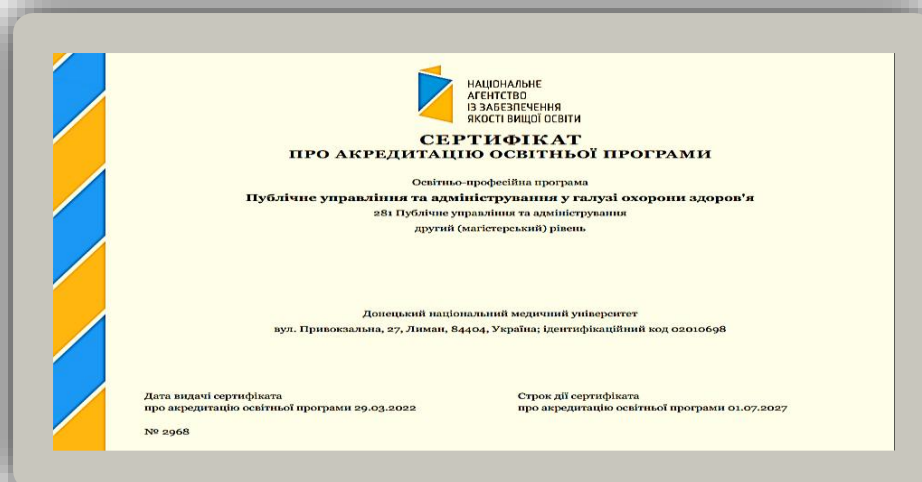 НАЦІОНАЛЬНЕ
АГЕНТСТВО
ІЗ ЗАБЕЗПЕЧЕННЯ
ЯКОСТІ ВИЩОЇ ОСВІТИ
СЕРТИФІКАТ
ПРО АКРЕДИТАЦІЮ ОСВІТНЬОЇ ПРОГРАМИ
Освітньо-професійна програма
Публічне управління та адміністрування у галузі охорони здоров'я
281 Публічне управління та адміністрування
другий (магістерський) рівень
Донецький національний медичний університет
вул. Привокзальна, 27, Лиман, 84404, Україна; ідентифікаційний код 02010698
Дата видачі сертифіката
про акредитацію освітньої програми 29.03.2022
Строк дії сертифіката
про акредитацію освітньої програми 01.07.2027
№ 2968